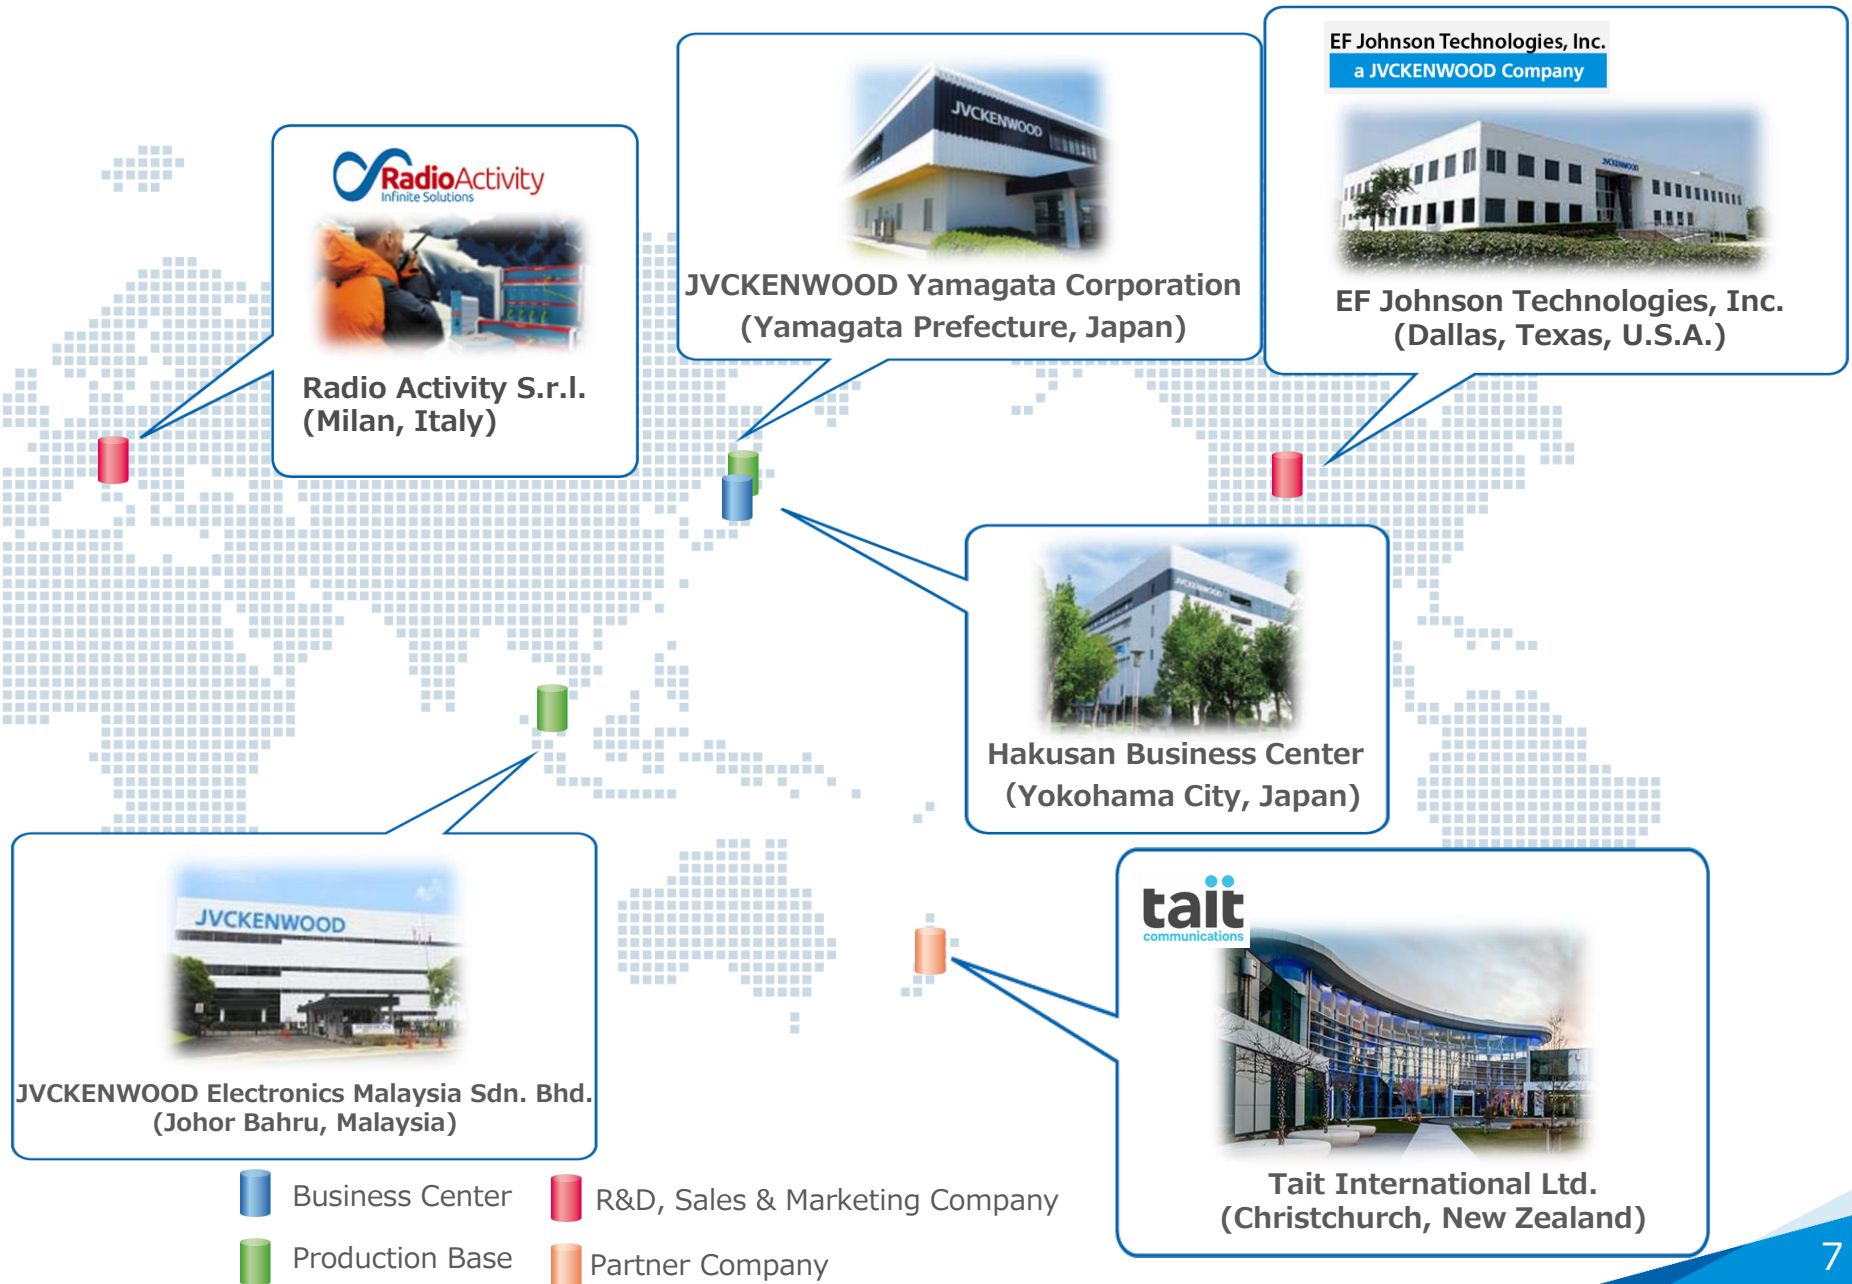 RadioActivity
Infinite Solutions
Radio Activity S.r.l.
(Milan, Italy)
JVCKENWOOD
JVCKENWOOD Yamagata Corporation
(Yamagata Prefecture, Japan)
EF Johnson Technologies, Inc.
a JVCKENWOOD Company
JVCKENWOOD
EF Johnson Technologies, Inc.
(Dallas, Texas, U.S.A.)
JVCKENWOOD
Hakusan Business Center
(Yokohama City, Japan)
JVCKENWOOD
JVCKENWOOD Electronics Malaysia Sdn. Bhd.
(Johor Bahru, Malaysia)
tait
communications
Tait International Ltd.
(Christchurch, New Zealand)
Business Center
R&D, Sales & Marketing Company
Production Base
Partner Company
7